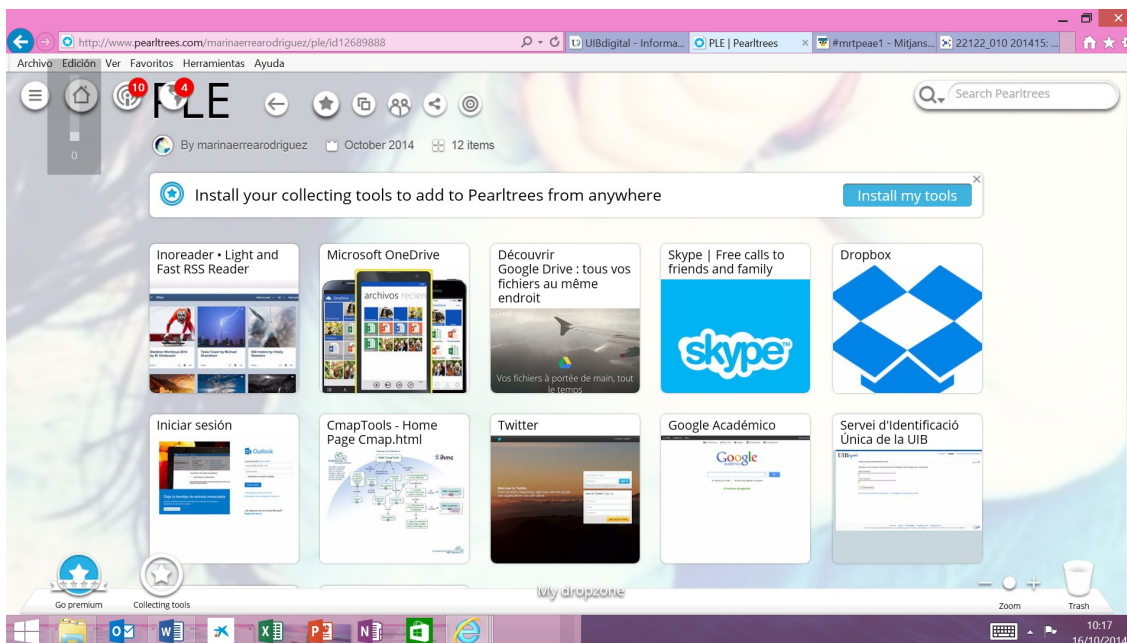 http://www.pearltrees.com/marinaerrearodriguez/ple/id12689888
UIBdigital - Informa...
PLE | Pearltrees
#mrtpeae1 - Mitjans...
22122_010 201415: ...
Archivo Edición Ver Favoritos Herramientas Ayuda
10
4
PLE
Search Pearltrees
0
By marinaerrearodriguez
October 2014
12 items
Install your collecting tools to add to Pearltrees from anywhere
Install my tools
Inoreader • Light and
Fast RSS Reader
Microsoft OneDrive
archivos recien
Découvrir
Google Drive : tous vos
fichiers au même
endroit
Vos fichiers à portée de main, tout
le temps
Skype | Free calls to
friends and family
skype
Dropbox
Iniciar sesión
Outlook
CmapTools - Home
Page Cmap.html
ihmc
Twitter
Google Académico
Google
Servei d'Identificació
Única de la UIB
My dropzone
Go premium
Collecting tools
Zoom
Trash
10:17
16/10/2014